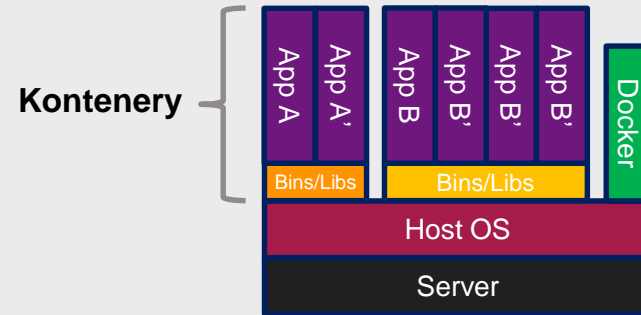 Kontenery
App A
App A'
App B
App B'
App B'
App B'
Docker
Bins/Libs
Bins/Libs
Host OS
Server